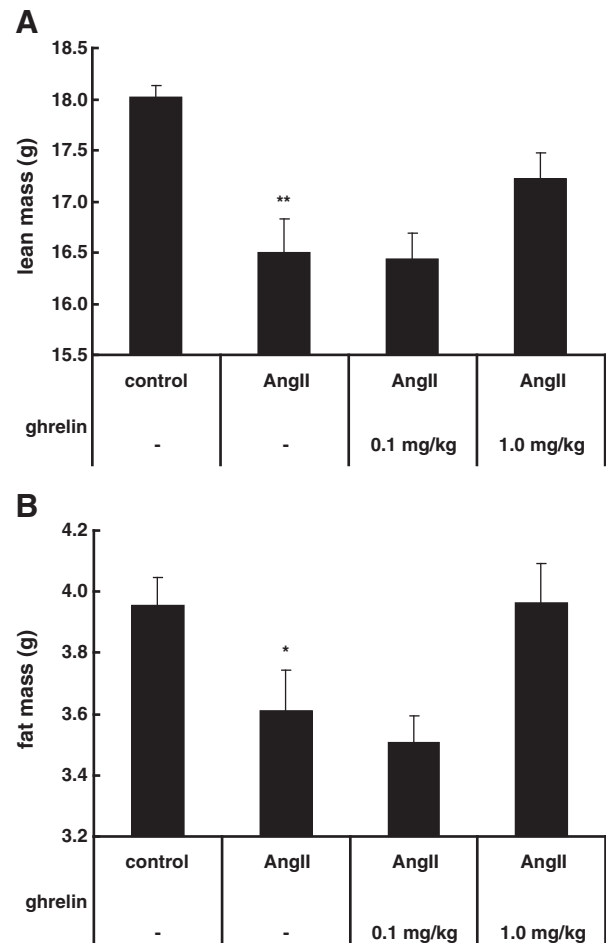 A
18.5
18.0
17.5
17.0
16.5
16.0
15.5
lean mass (g)
**
control AngII AngII AngII
ghrelin
- - 0.1 mg/kg 1.0 mg/kg
B
4.2
4.0
3.8
3.6
3.4
3.2
fat mass (g)
*
control AngII AngII AngII
ghrelin
- - 0.1 mg/kg 1.0 mg/kg